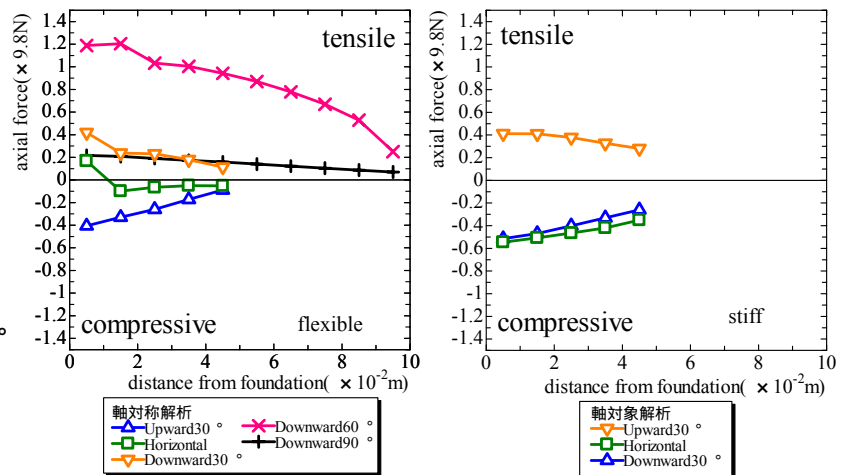 axial force( × 9.8N)
1.4
1.2
1
0.8
0.6
0.4
0.2
0
-0.2
-0.4
-0.6
-0.8
-1
-1.2
-1.4
tensile
compressive
flexible
0 2 4 6 8 10
distance from foundation( × 10-2m)
軸対称解析
Upward30 °
Horizontal
Downward30 °
Downward60 °
Downward90 °
°
axial force( × 9.8N)
1.4
1.2
1
0.8
0.6
0.4
0.2
0
-0.2
-0.4
-0.6
-0.8
-1
-1.2
-1.4
tensile
compressive
stiff
0 2 4 6 8 10
distance from foundation( × 10-2m)
軸対象解析
Upward30 °
Horizontal
Downward30 °